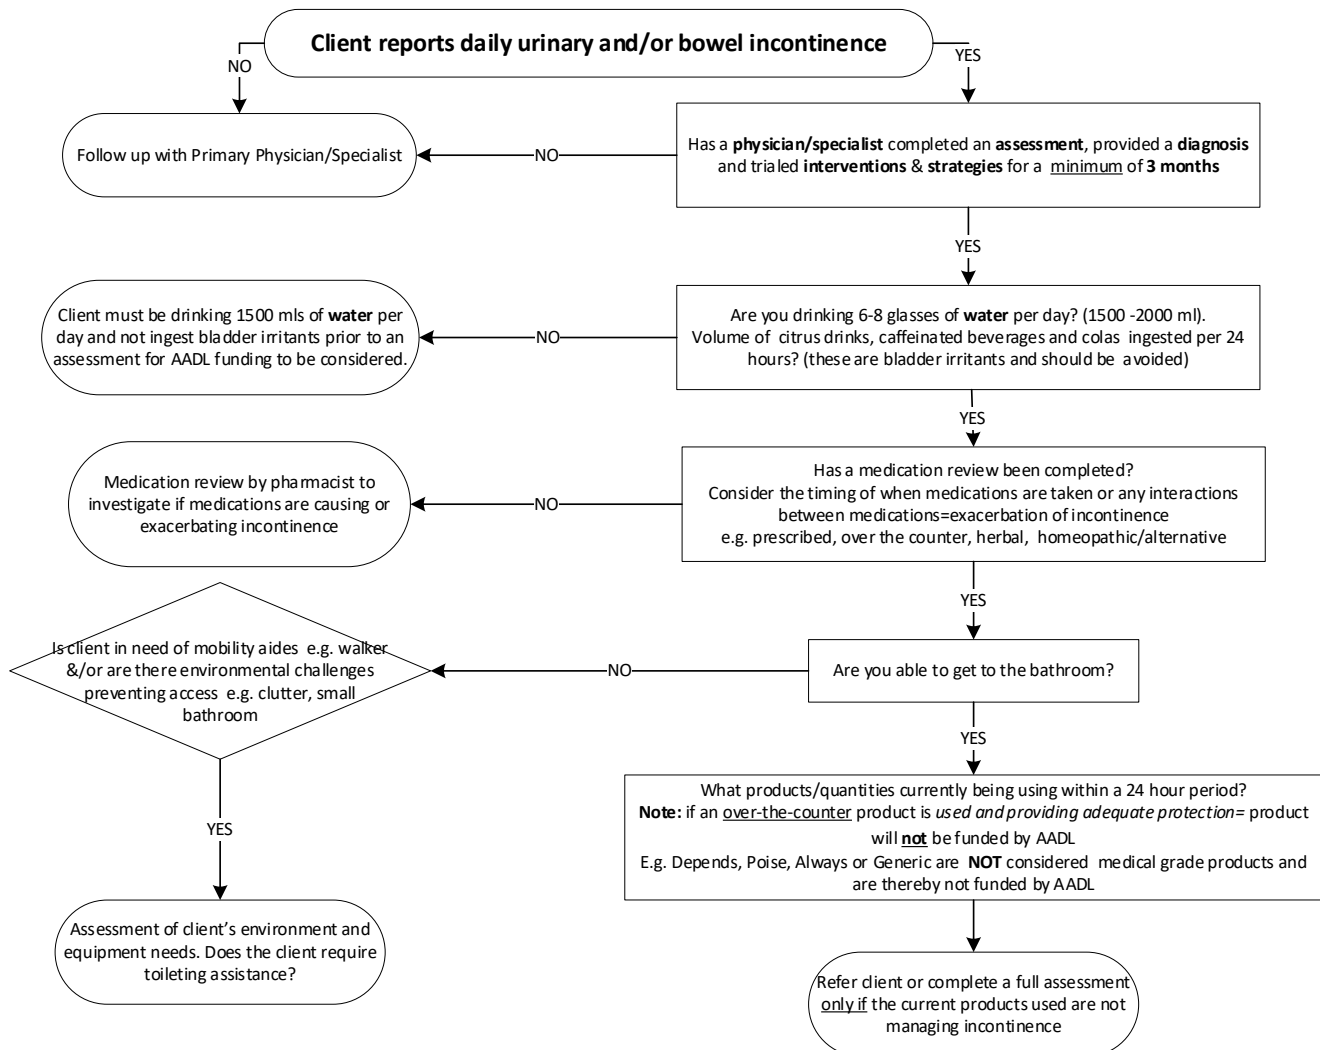 Client reports daily urinary and/or bowel incontinence
NO
YES
Follow up with Primary Physician/Specialist
NO
Has a physician/specialist completed an assessment, provided a diagnosis
and trialed interventions & strategies for a minimum of 3 months
YES
Client must be drinking 1500 mls of water per
day and not ingest bladder irritants prior to an
assessment for AADL funding to be considered.
NO
Are you drinking 6-8 glasses of water per day? (1500 -2000 ml).
Volume of citrus drinks, caffeinated beverages and colas ingested per 24
hours? (these are bladder irritants and should be avoided)
YES
Medication review by pharmacist to
investigate if medications are causing or
exacerbating incontinence
NO
Has a medication review been completed?
Consider the timing of when medications are taken or any interactions
between medications=exacerbation of incontinence
e.g. prescribed, over the counter, herbal, homeopathic/alternative
YES
Is client in need of mobility aides e.g. walker
&/or are there environmental challenges
preventing access e.g. clutter, small
bathroom
NO
Are you able to get to the bathroom?
YES
YES
What products/quantities currently being using within a 24 hour period?
Note: if an over-the-counter product is used and providing adequate protection= product
will not be funded by AADL
E.g. Depends, Poise, Always or Generic are NOT considered medical grade products and
are thereby not funded by AADL
Assessment of client's environment and
equipment needs. Does the client require
toileting assistance?
Refer client or complete a full assessment
only if the current products used are not
managing incontinence